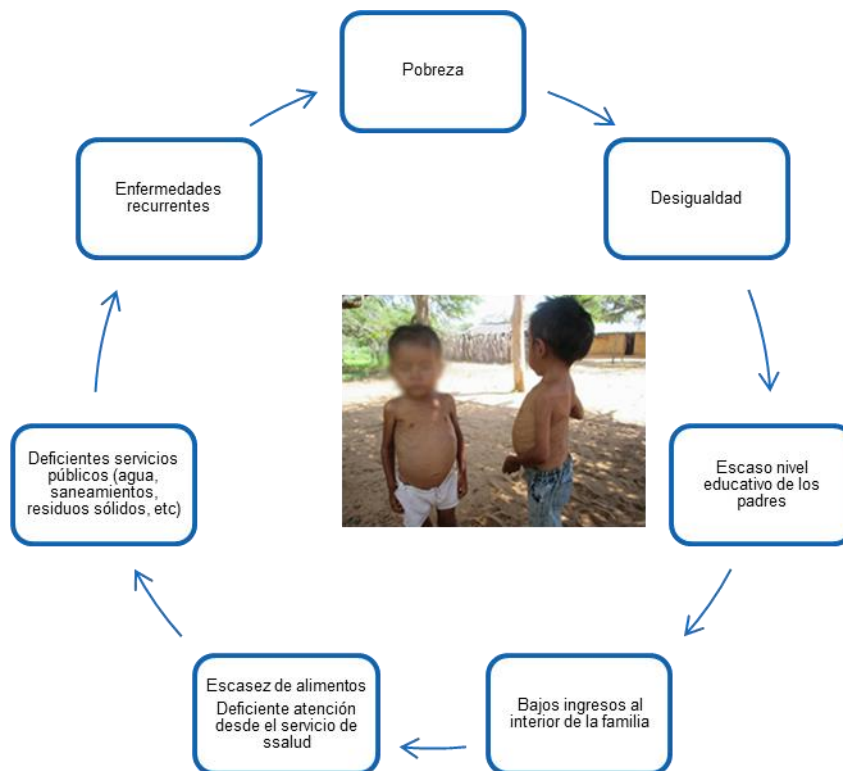 Pobreza
Desigualdad
Escaso nivel
educativo de los
padres
Bajos ingresos al
interior de la familia
Escasez de alimentos
Deficiente atención
desde el servicio de
ssalud
Deficientes servicios
públicos (agua,
saneamientos,
residuos sólidos, etc)
Enfermedades
recurrentes